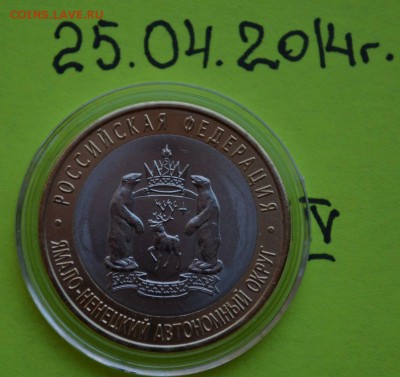 COINS.LAVE.RU
25.04.2014г.
• РОССИЙСКАЯ ФЕДЕРАЦИЯ •
ЯМАЛО-НЕНЕЦКИЙ АВТОНОМНЫЙ ОКРУГ
V